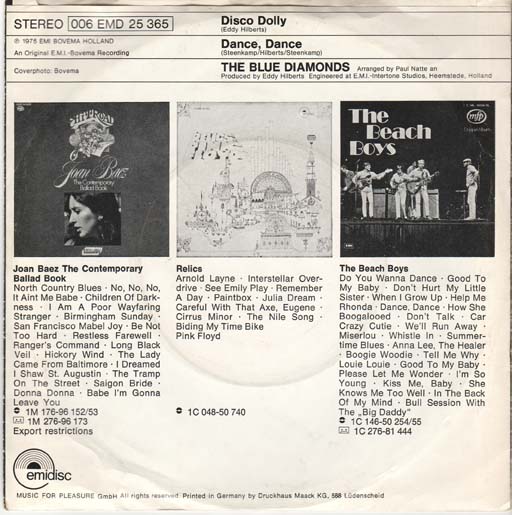 STEREO 006 EMD 25 365
Disco Dolly
(Eddy Hilberts)
℗ 1976 EMI BOVEMA HOLLAND
An Original E.M.I.-Bovema Recording
Dance, Dance
(Steenkamp/Hilberts/Steenkamp)
Coverphoto: Bovema
THE BLUE DIAMONDS Arranged by Paul Natte an
Produced by Eddy Hilberts Engineered at E.M.I.-Intertone Studios, Heemstede, Holland
Joan Baez
The Contemporary
Ballad Book
The
Beach
Boys
mfp
EMI
Joan Baez The Contemporary
Ballad Book
North Country Blues · No, No, No,
It Aint Me Babe · Children Of Dark-
ness · I Am A Poor Wayfaring
Stranger · Birmingham Sunday ·
San Francisco Mabel Joy · Be Not
Too Hard · Restless Farewell ·
Ranger's Command · Long Black
Veil · Hickory Wind · The Lady
Came From Baltimore · I Dreamed
I Shaw St. Augustin · The Tramp
On The Street · Saigon Bride ·
Donna Donna · Babe I'm Gonna
Leave You
1M 176-96 152/53
1M 276-96 173
Export restrictions
Relics
Arnold Layne · Interstellar Over-
drive · See Emily Play · Remember
A Day · Paintbox · Julia Dream ·
Careful With That Axe, Eugene ·
Cirrus Minor · The Nile Song ·
Biding My Time Bike
Pink Floyd
1C 048-50 740
The Beach Boys
Do You Wanna Dance · Good To
My Baby · Don't Hurt My Little
Sister · When I Grow Up · Help Me
Rhonda · Dance, Dance · How She
Boogalooed · Don't Talk · Car
Crazy Cutie · We'll Run Away ·
Miserlou · Whistle In · Summer-
time Blues · Anna Lee, The Healer
· Boogie Woodie · Tell Me Why ·
Louie Louie · Good To My Baby ·
Please Let Me Wonder · I'm So
Young · Kiss Me, Baby · She
Knows Me Too Well · In The Back
Of My Mind · Bull Session With
The „Big Daddy"
1C 146-50 254/55
1C 276-81 444
emidisc
MUSIC FOR PLEASURE GmbH All rights reserved. Printed in Germany by Druckhaus Maack KG, 588 Lüdenscheid